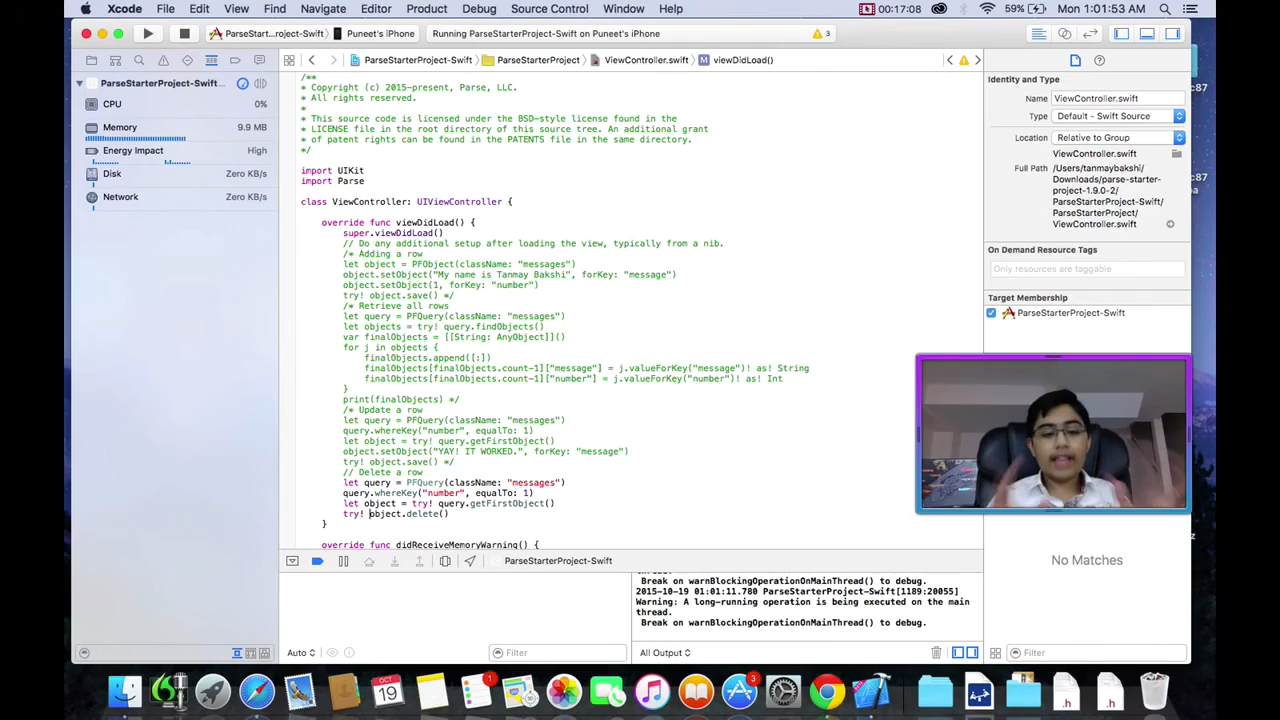 Xcode File Edit View Find Navigate Editor Product Debug Source Control Window Help 00:17:08 59% Mon 1:01:53 AM
ParseStart...roject-Swift Puneet's iPhone Running ParseStarterProject-Swift on Puneet's iPhone 3
ParseStarterProject-Swift ParseStarterProject ViewController.swift viewDidLoad()
ParseStarterProject-Swift...
CPU 0%
Memory 9.9 MB
Energy Impact High
Disk Zero KB/s
Network Zero KB/s
/**
* Copyright (c) 2015-present, Parse, LLC.
* All rights reserved.
*
* This source code is licensed under the BSD-style license found in the
* LICENSE file in the root directory of this source tree. An additional grant
* of patent rights can be found in the PATENTS file in the same directory.
*/
import UIKit
import Parse
class ViewController: UIViewController {
override func viewDidLoad() {
super.viewDidLoad()
// Do any additional setup after loading the view, typically from a nib.
/* Adding a row
let object = PFObject(className: "messages")
object.setObject("My name is Tanmay Bakshi", forKey: "message")
object.setObject(1, forKey: "number")
try! object.save() */
/* Retrieve all rows
let query = PFQuery(className: "messages")
let objects = try! query.findObjects()
var finalObjects = [[String: AnyObject]]()
for j in objects {
finalObjects.append([:])
finalObjects[finalObjects.count-1]["message"] = j.valueForKey("message")! as! String
finalObjects[finalObjects.count-1]["number"] = j.valueForKey("number")! as! Int
}
print(finalObjects) */
/* Update a row
let query = PFQuery(className: "messages")
query.whereKey("number", equalTo: 1)
let object = try! query.getFirstObject()
object.setObject("YAY! IT WORKED.", forKey: "message")
try! object.save() */
// Delete a row
let query = PFQuery(className: "messages")
query.whereKey("number", equalTo: 1)
let object = try! query.getFirstObject()
try! object.delete()
}
override func didReceiveMemoryWarning() {
ParseStarterProject-Swift
Break on warnBlockingOperationOnMainThread() to debug.
2015-10-19 01:01:11.780 ParseStarterProject-Swift[1189:20055]
Warning: A long-running operation is being executed on the main
thread.
Break on warnBlockingOperationOnMainThread() to debug.
Auto Filter All Output Filter
Identity and Type
Name ViewController.swift
Type Default - Swift Source
Location Relative to Group
ViewController.swift
Full Path /Users/tanmaybakshi/
Downloads/parse-starter-
project-1.9.0-2/
ParseStarterProject-Swift/
ParseStarterProject/
ViewController.swift
On Demand Resource Tags
Only resources are taggable
Target Membership
ParseStarterProject-Swift
No Matches
c87
OCT
19
1
3
.h
.h